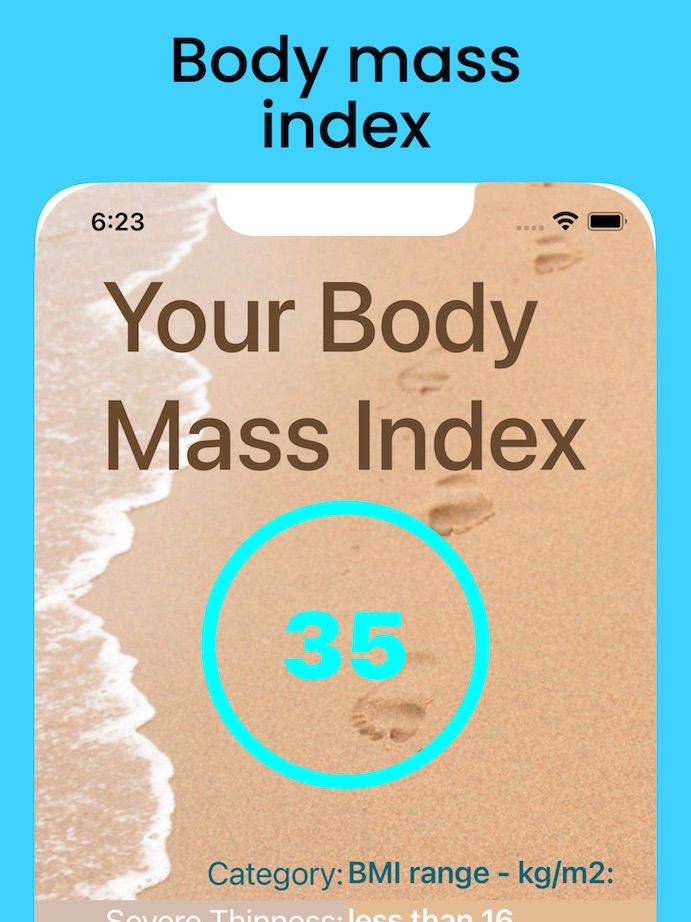 Body mass
index
6:23
Your Body
Mass Index
35
Category: BMI range - kg/m2:
Severe Thinness: less than 16